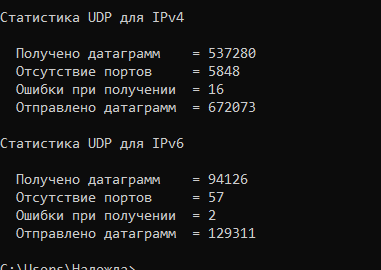 Статистика UDP для IPv4
Получено датаграмм = 537280
Отсутствие портов = 5848
Ошибки при получении = 16
Отправлено датаграмм = 672073
Статистика UDP для IPv6
Получено датаграмм = 94126
Отсутствие портов = 57
Ошибки при получении = 2
Отправлено датаграмм = 129311
C:\Users\Надежда>